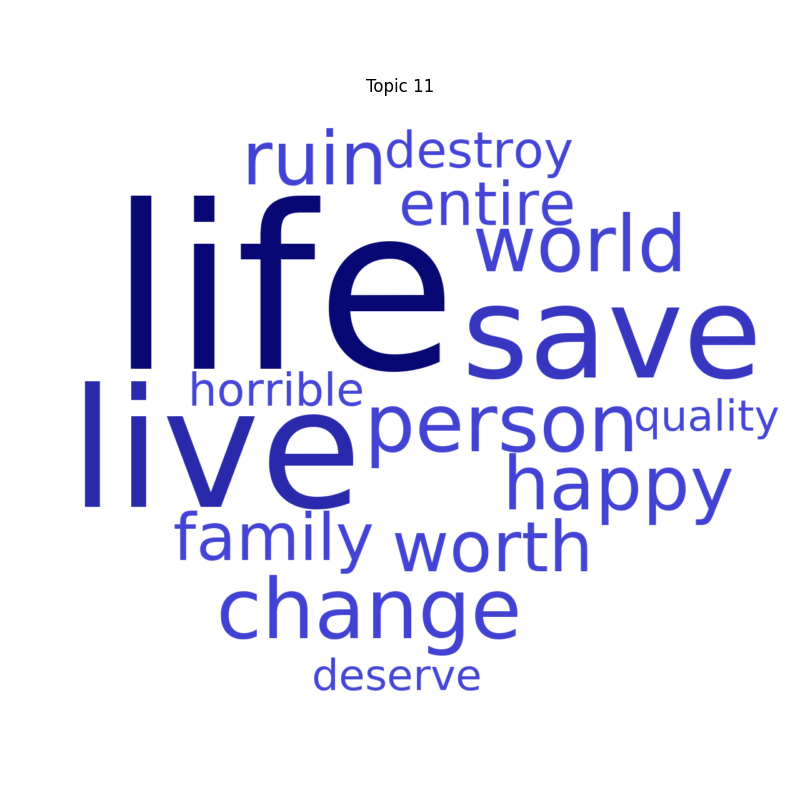 Topic 11
ruin destroy
entire
life world
save
horrible
live person quality
happy
family worth
change
deserve